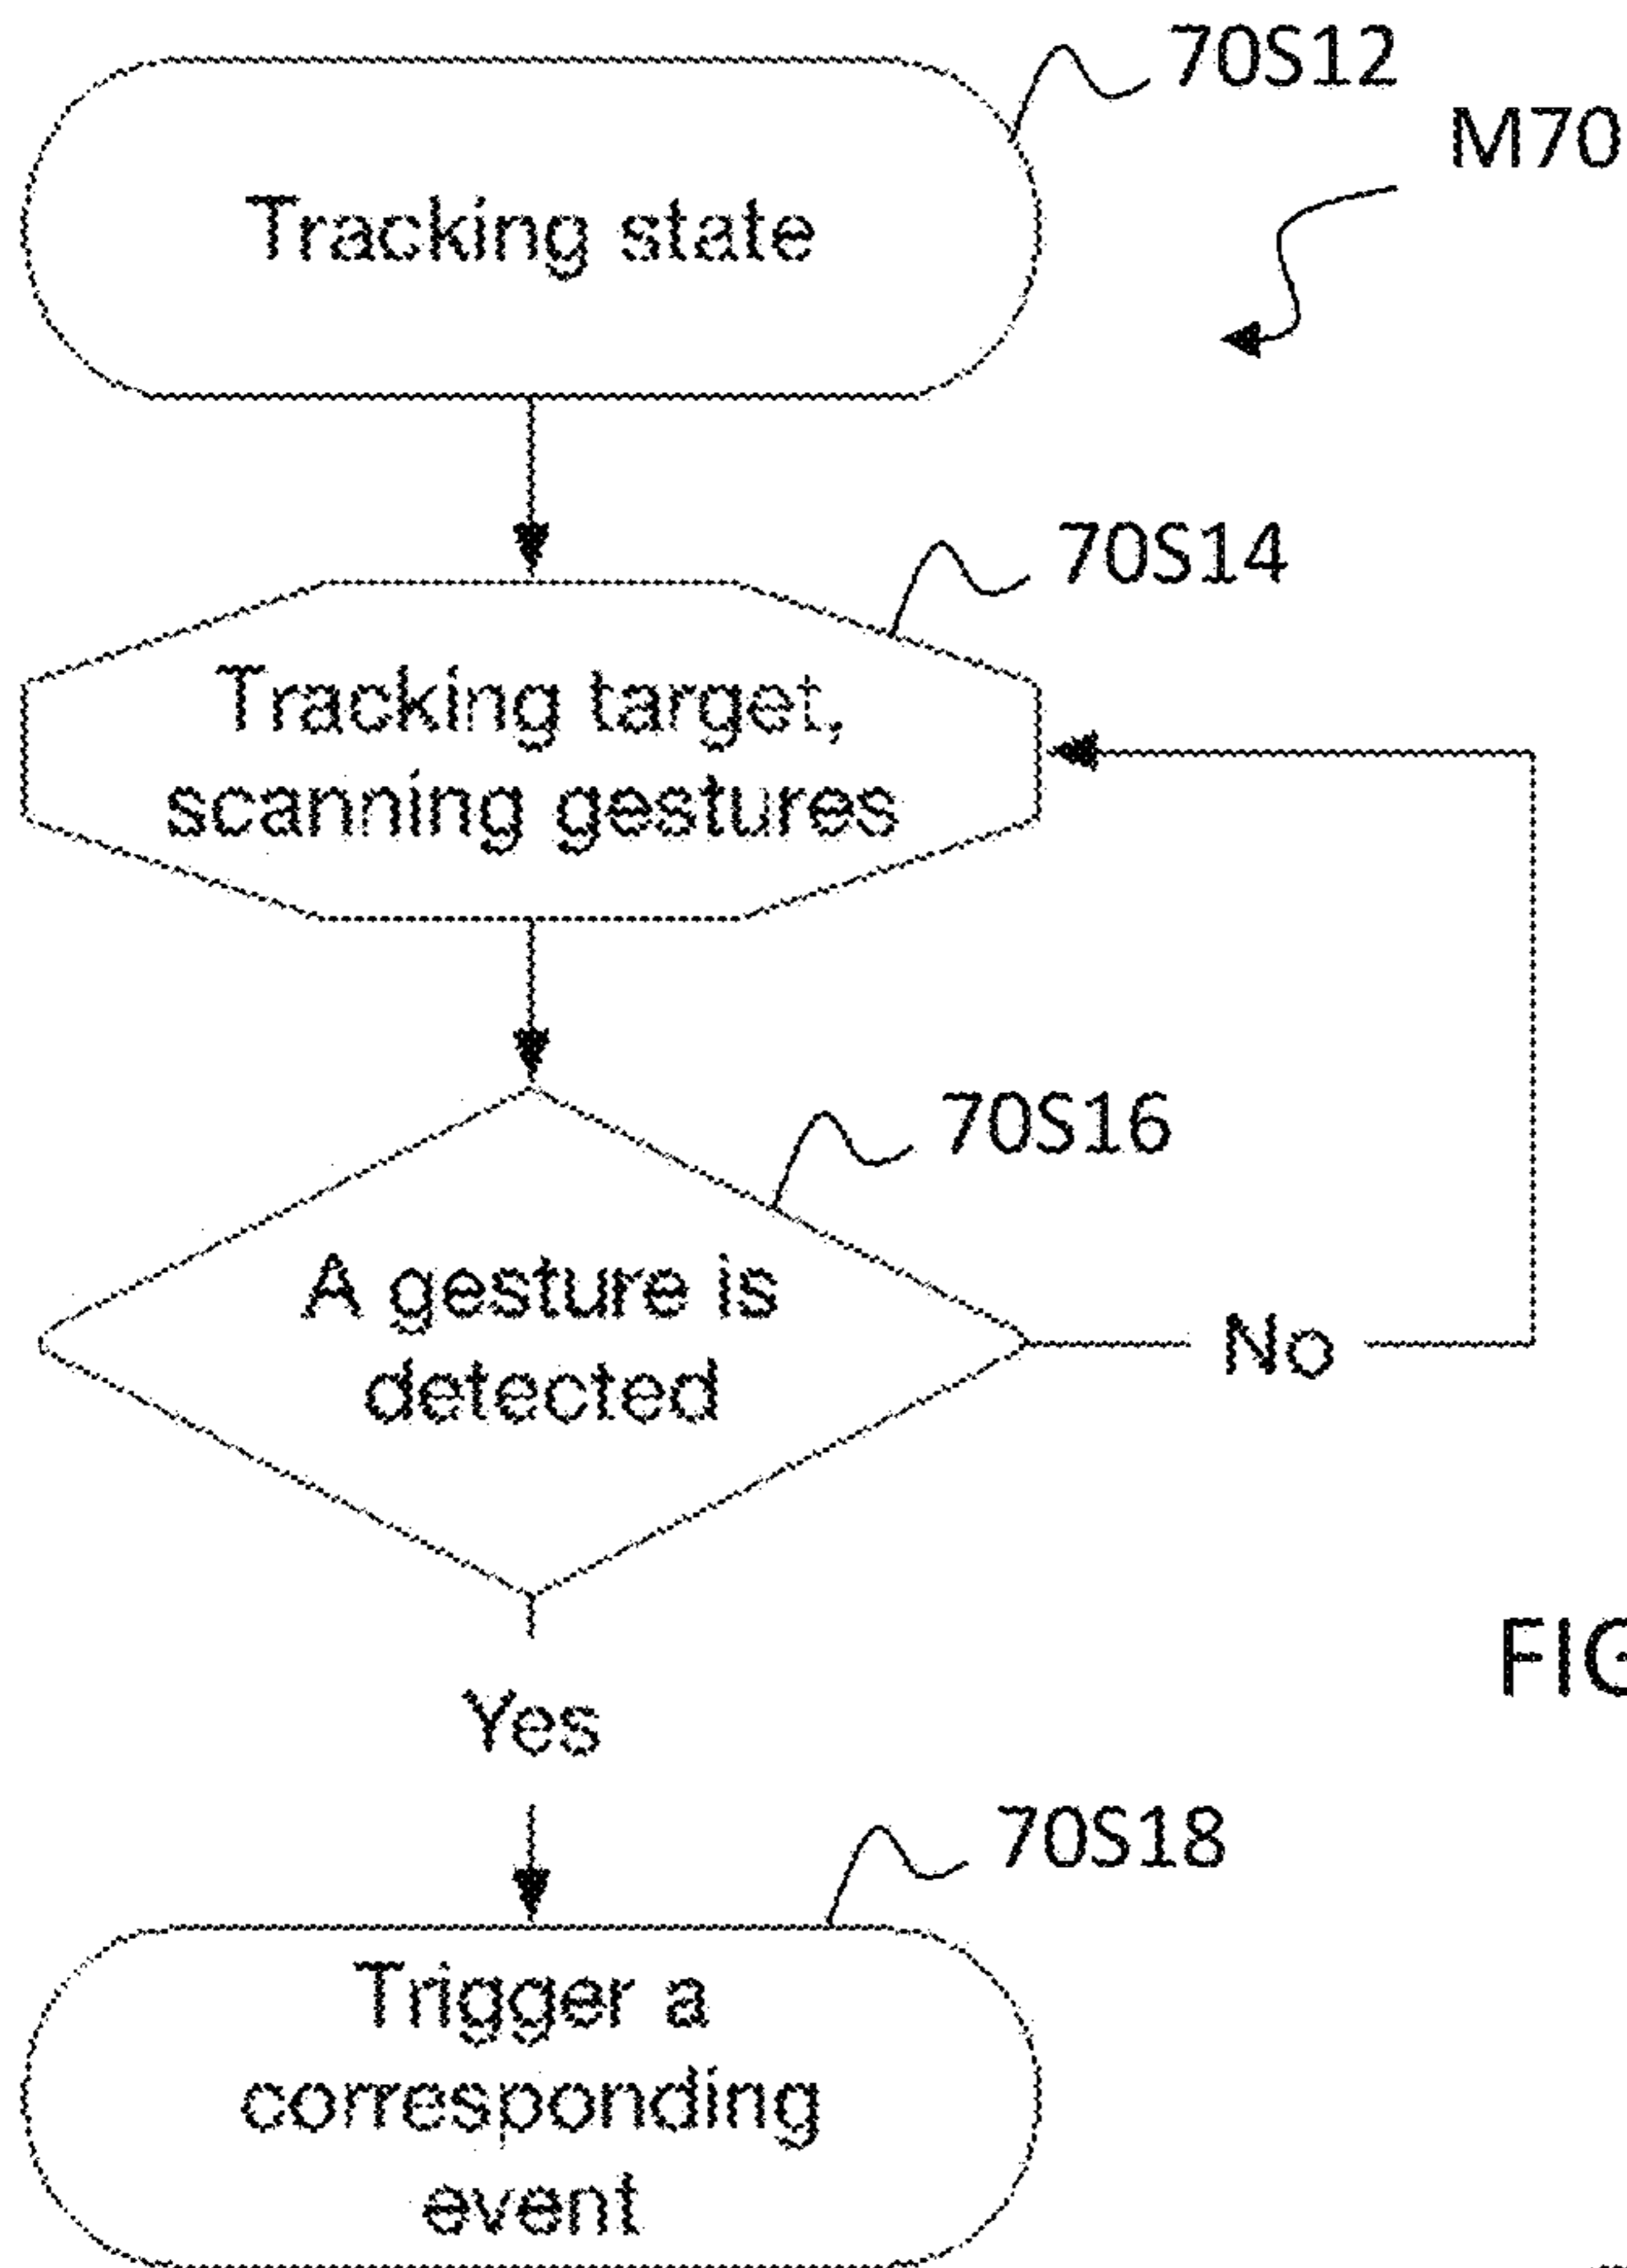 70S12
M70
Tracking state
70S14
Tracking target,
scanning gestures
70S16
A gesture is
detected
No
Yes
FIG
70S18
Trigger a
corresponding
event